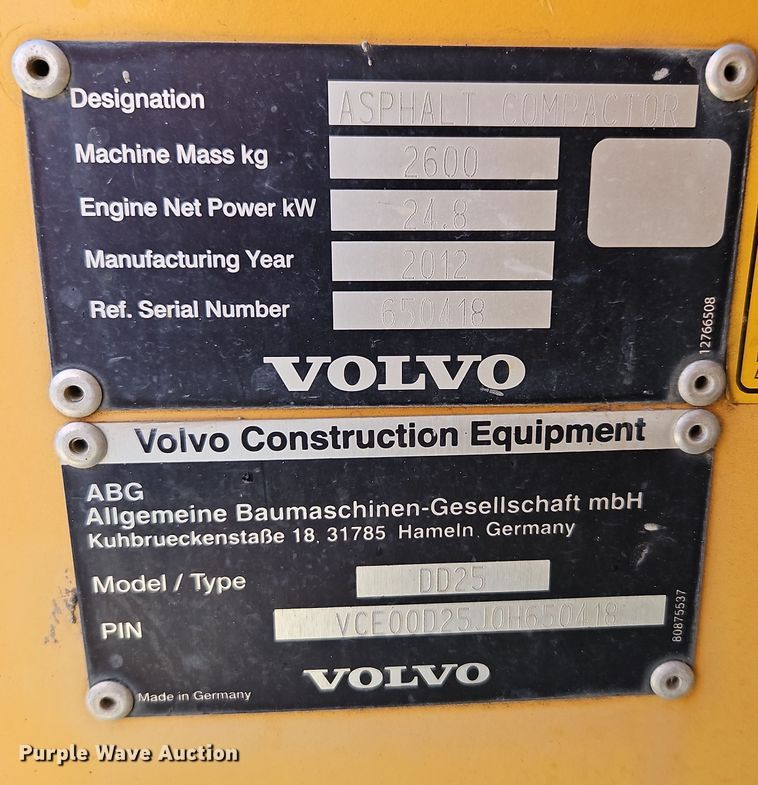 Designation ASPHALT COMPACTOR
Machine Mass kg 2600
Engine Net Power kW 24.8
Manufacturing Year 2012
Ref. Serial Number 650418
12766508
VOLVO
Volvo Construction Equipment
ABG
Allgemeine Baumaschinen-Gesellschaft mbH
Kuhbrueckenstaße 18, 31785 Hameln, Germany
Model / Type DD25
PIN VCE00D25J0H650418
80875537
VOLVO
Made in Germany
Purple Wave Auction